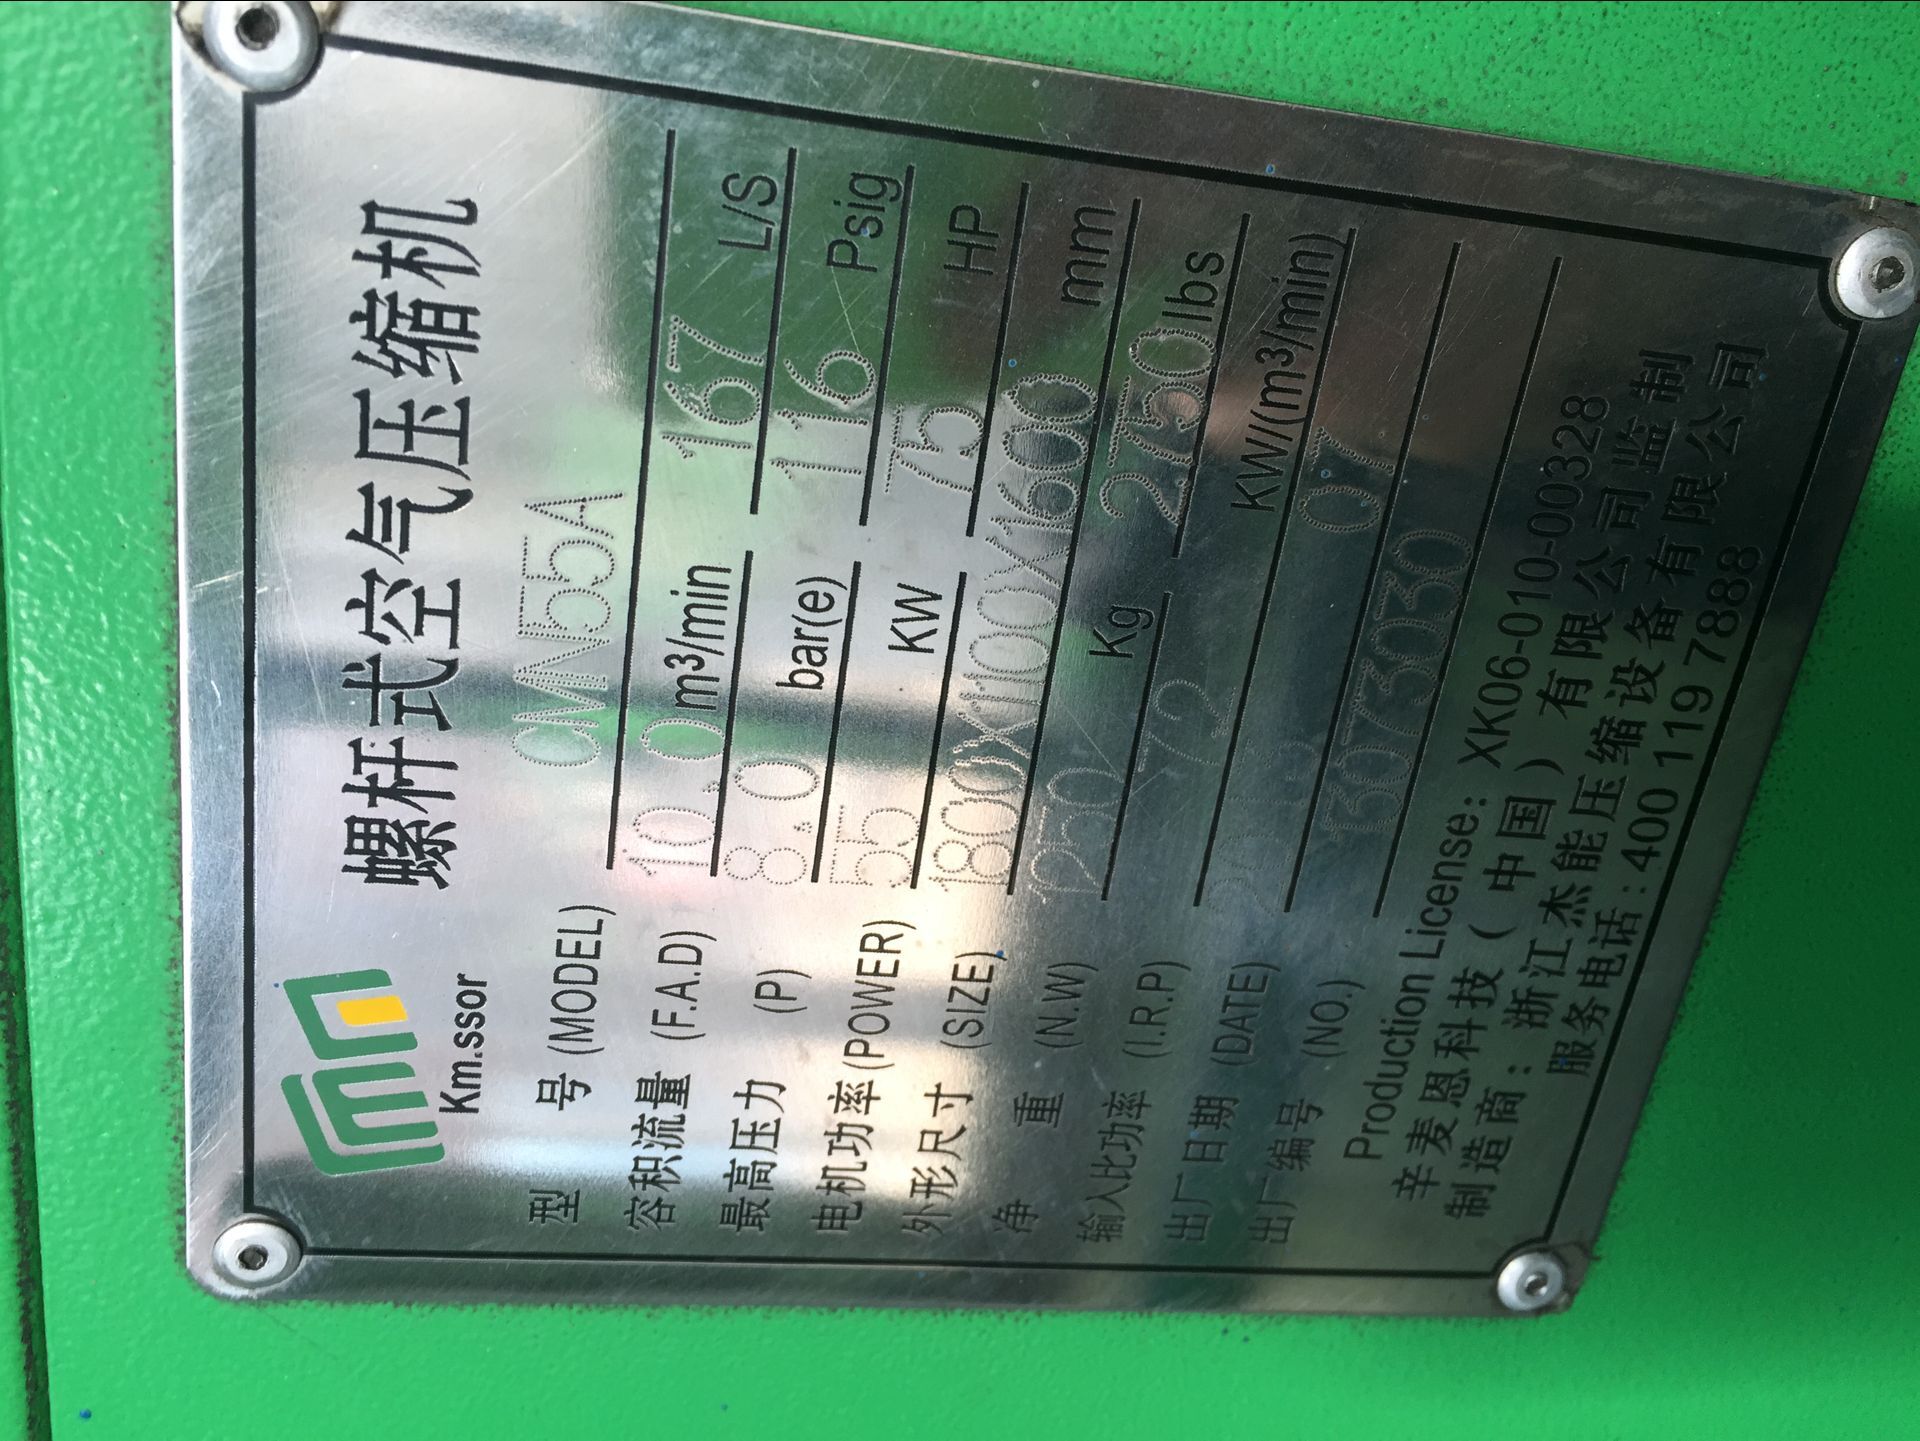 Km.ssor
螺杆式空气压缩机
型 号 (MODEL) CMN55A
容积流量 (F.A.D) 10.0 m³/min 167 L/S
最高压力 (P) 8.0 bar(e) 116 Psig
电机功率 (POWER) 55 KW 75 HP
外形尺寸 (SIZE) 1800X1100X1600 mm
净 重 (N.W) 1250 Kg 2750 lbs
输入比功率 (I.R.P) 7.2 KW/(m³/min)
出厂日期 (DATE) 07
出厂编号 (NO.)
Production License: XK06-010-00328
辛麦恩科技(中国)有限公司监制
制造商:浙江杰能压缩设备有限公司
服务电话:400 119 7888